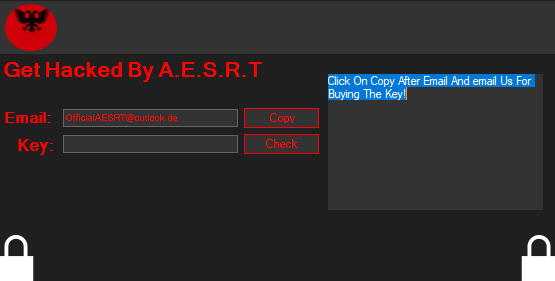 Get Hacked By A.E.S.R.T
Click On Copy After Email And email Us For
Buying The Key!
Email: OfficialAESRT@outlook.de Copy
Key: Check